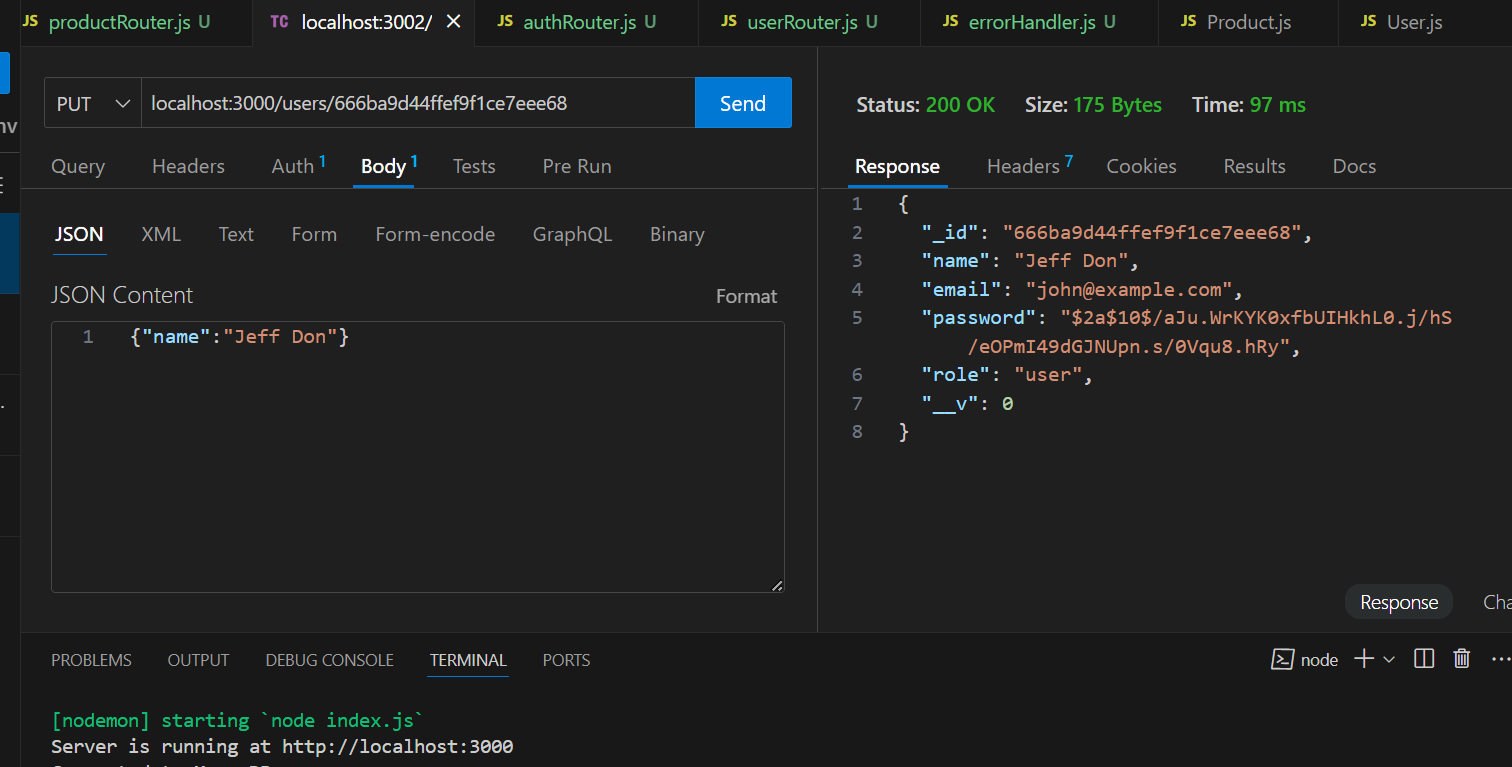 JS productRouter.js U TC localhost:3002/ × JS authRouter.js U JS userRouter.js U JS errorHandler.js U JS Product.js JS User.js
PUT localhost:3000/users/666ba9d44ffef9f1ce7eee68 Send
Status: 200 OK Size: 175 Bytes Time: 97 ms
Query Headers Auth 1 Body 1 Tests Pre Run
Response Headers 7 Cookies Results Docs
JSON XML Text Form Form-encode GraphQL Binary
JSON Content Format
1 {"name":"Jeff Don"}
1 {
2 "_id": "666ba9d44ffef9f1ce7eee68",
3 "name": "Jeff Don",
4 "email": "john@example.com",
5 "password": "$2a$10$/aJu.WrKYK0xfbUIHkhL0.j/hS
/eOPmI49dGJNUpn.s/0Vqu8.hRy",
6 "role": "user",
7 "__v": 0
8 }
Response
PROBLEMS OUTPUT DEBUG CONSOLE TERMINAL PORTS node
[nodemon] starting `node index.js`
Server is running at http://localhost:3000